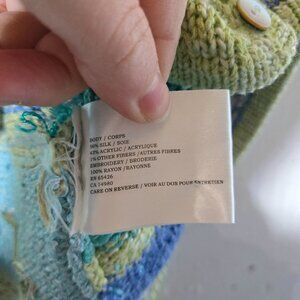 BODY / CORPS
50% SILK / SOIE
43% ACRYLIC / ACRYLIQUE
7% OTHER FIBERS /AUTRES FIBRES
EMBROIDERY / BRODERIE
100% RAYON / RAYANNE
RN 65426
CA 14980
CARE ON REVERSE / VOIR AU DOS POUR ENTRETIEN